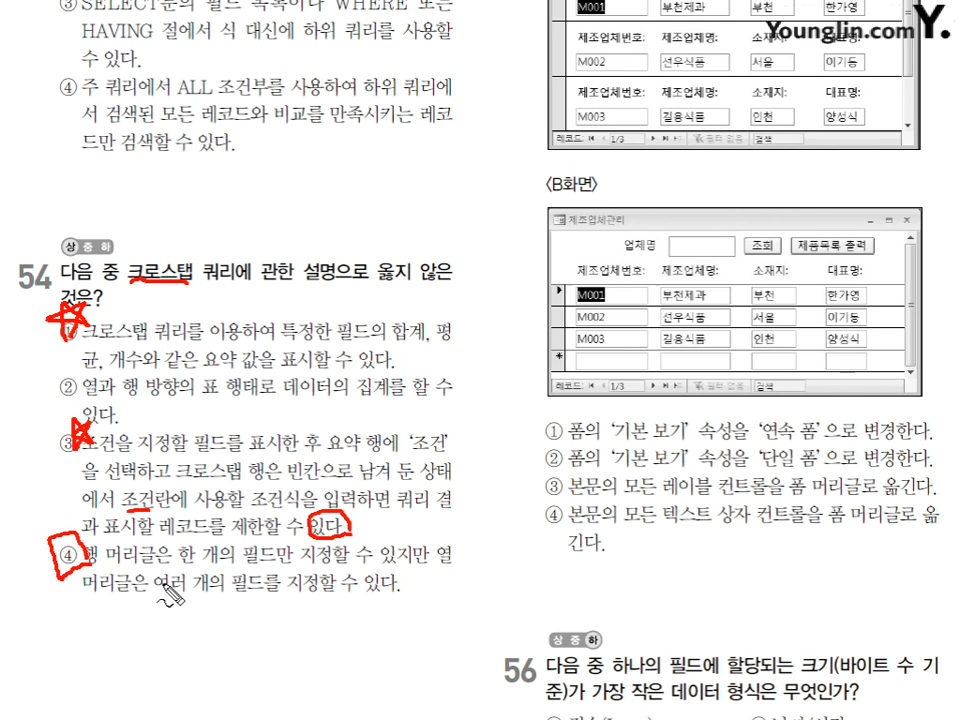 ③ SELECT문의 필드 목록이나 WHERE 또는
HAVING 절에서 식 대신에 하위 쿼리를 사용할
수 있다.
④ 주 쿼리에서 ALL 조건부를 사용하여 하위 쿼리에
서 검색된 모든 레코드와 비교를 만족시키는 레코
드만 검색할 수 있다.
상 중 하
54 다음 중 크로스탭 쿼리에 관한 설명으로 옳지 않은
것은?
① 크로스탭 쿼리를 이용하여 특정한 필드의 합계, 평
균, 개수와 같은 요약 값을 표시할 수 있다.
② 열과 행 방향의 표 행태로 데이터의 집계를 할 수
있다.
③ 조건을 지정할 필드를 표시한 후 요약 행에 ‘조건’
을 선택하고 크로스탭 행은 빈칸으로 남겨 둔 상태
에서 조건란에 사용할 조건식을 입력하면 쿼리 결
과 표시할 레코드를 제한할 수 있다.
④ 행 머리글은 한 개의 필드만 지정할 수 있지만 열
머리글은 여러 개의 필드를 지정할 수 있다.
M001 부천제과 부천 한가영
Younglin.com Y.
제조업체번호: 제조업체명: 소재지: 대표명:
M002 선우식품 서울 이기동
제조업체번호: 제조업체명: 소재지: 대표명:
M003 길용식품 인천 양성식
레코드: 1/3 필터 없음 검색
〈B화면〉
제조업체관리
업체명 조회 제품목록 출력
제조업체번호: 제조업체명: 소재지: 대표명:
M001 부천제과 부천 한가영
M002 선우식품 서울 이기동
M003 길용식품 인천 양성식
레코드: 1/3 필터 없음 검색
① 폼의 ‘기본 보기’ 속성을 ‘연속 폼’으로 변경한다.
② 폼의 ‘기본 보기’ 속성을 ‘단일 폼’으로 변경한다.
③ 본문의 모든 레이블 컨트롤을 폼 머리글로 옮긴다.
④ 본문의 모든 텍스트 상자 컨트롤을 폼 머리글로 옮
긴다.
상 중 하
56 다음 중 하나의 필드에 할당되는 크기(바이트 수 기
준)가 가장 작은 데이터 형식은 무엇인가?